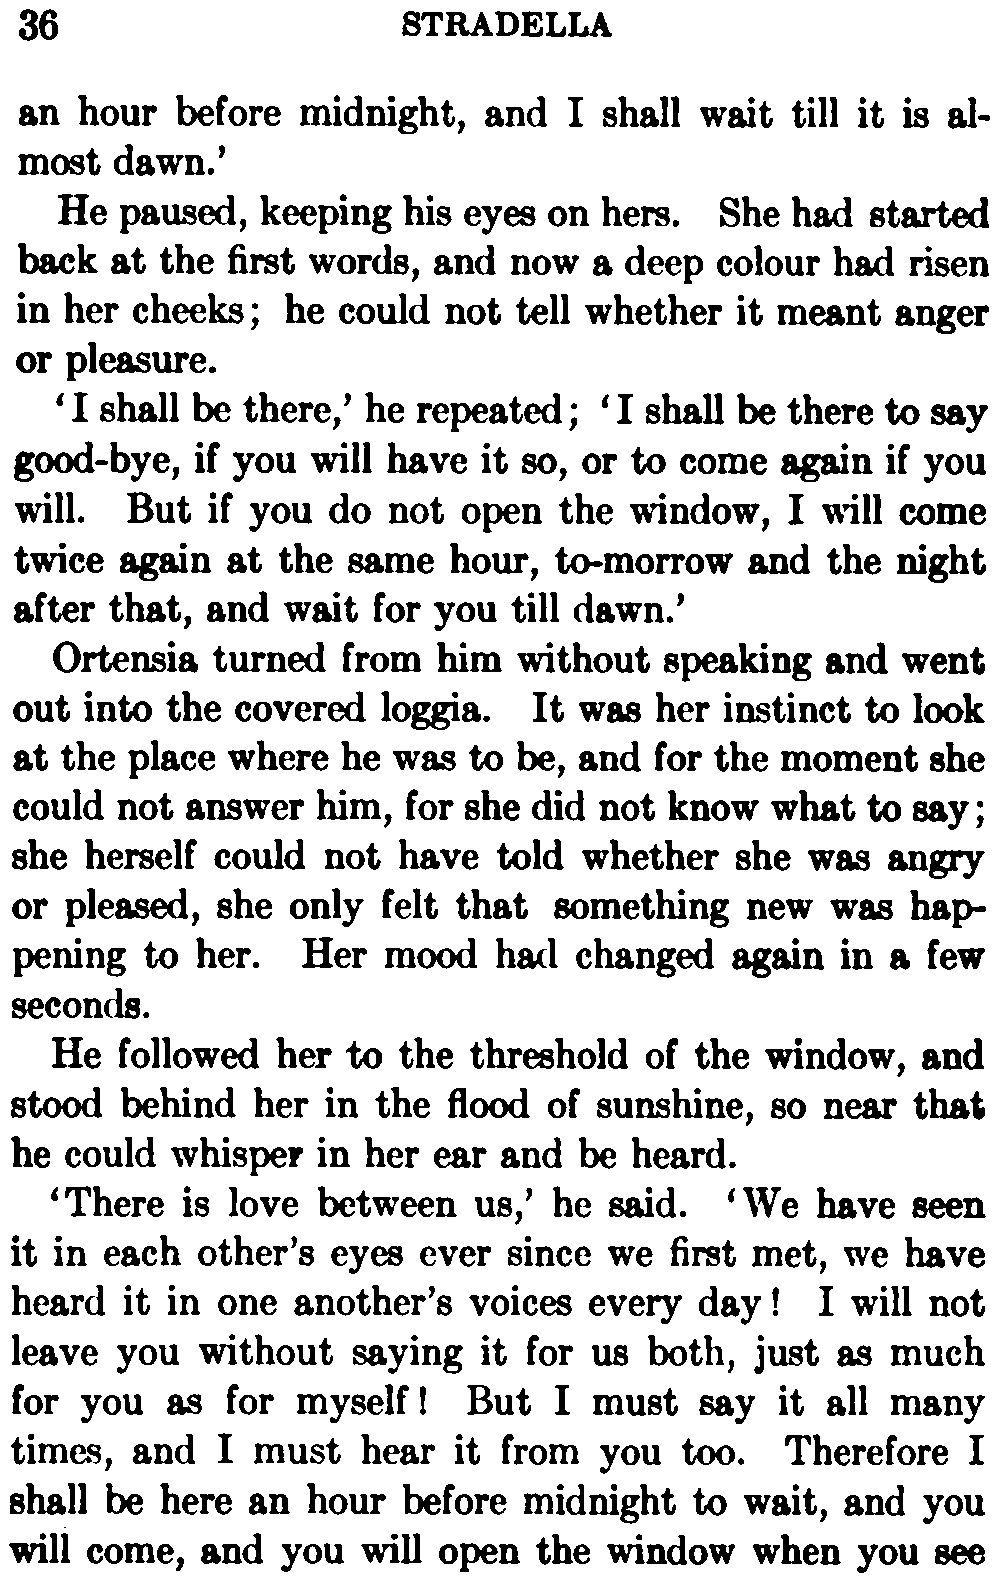 36 STRADELLA
an hour before midnight, and I shall wait till it is al-
most dawn.’
He paused, keeping his eyes on hers. She had started
back at the first words, and now a deep colour had risen
in her cheeks; he could not tell whether it meant anger
or pleasure.
‘I shall be there,’ he repeated; ‘I shall be there to say
good-bye, if you will have it so, or to come again if you
will. But if you do not open the window, I will come
twice again at the same hour, to-morrow and the night
after that, and wait for you till dawn.’
Ortensia turned from him without speaking and went
out into the covered loggia. It was her instinct to look
at the place where he was to be, and for the moment she
could not answer him, for she did not know what to say;
she herself could not have told whether she was angry
or pleased, she only felt that something new was hap-
pening to her. Her mood had changed again in a few
seconds.
He followed her to the threshold of the window, and
stood behind her in the flood of sunshine, so near that
he could whisper in her ear and be heard.
‘There is love between us,’ he said. ‘We have seen
it in each other’s eyes ever since we first met, we have
heard it in one another’s voices every day! I will not
leave you without saying it for us both, just as much
for you as for myself! But I must say it all many
times, and I must hear it from you too. Therefore I
shall be here an hour before midnight to wait, and you
will come, and you will open the window when you see